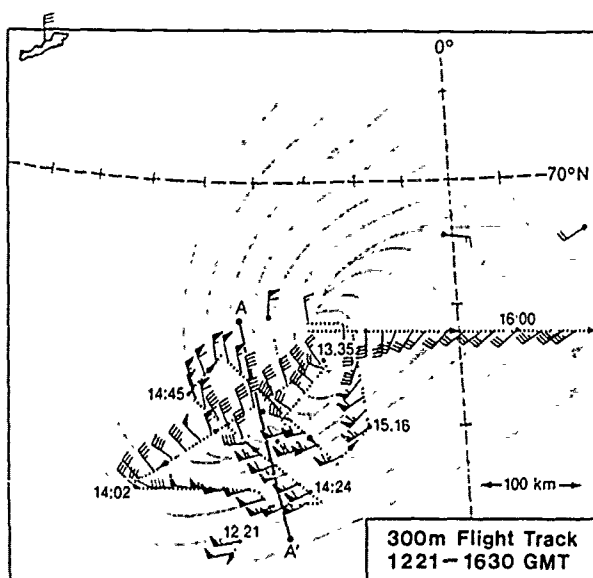 0°
70°N
A
16:00
13.35
14:45
15.16
14:02
14:24
12.21
100 km
A'
300m Flight Track
1221-1630 GMT